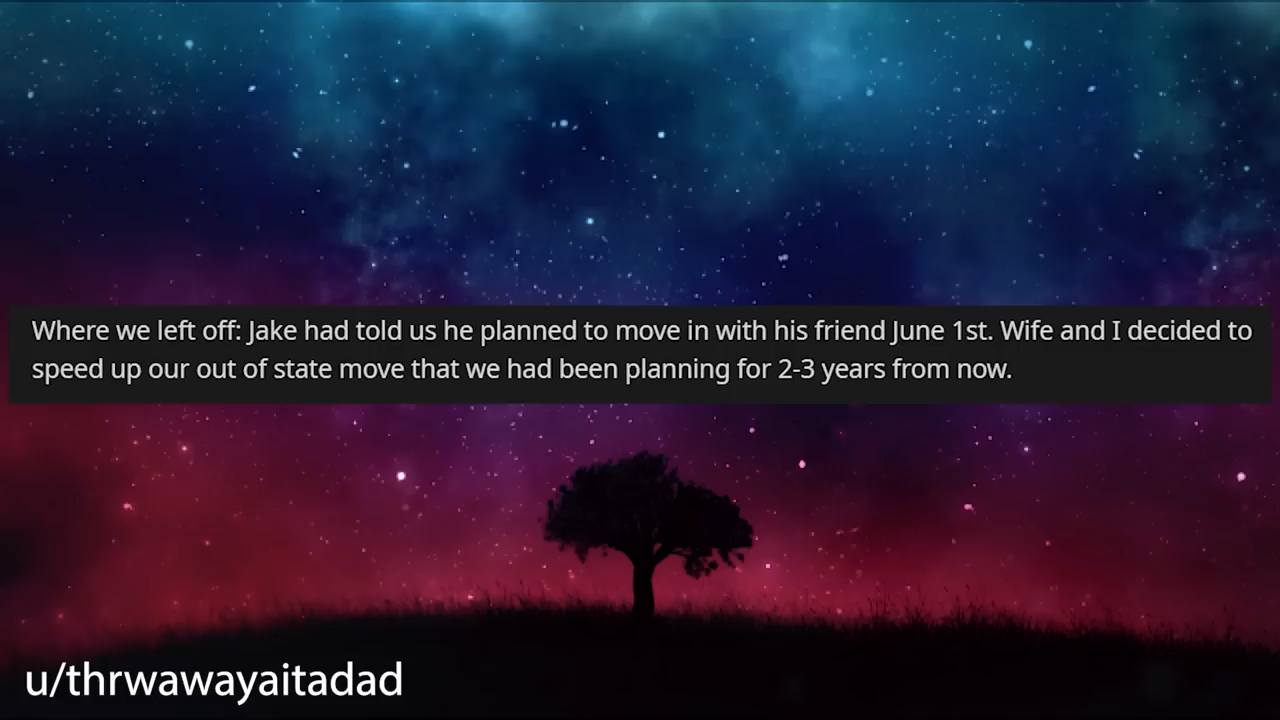 Where we left off: Jake had told us he planned to move in with his friend June 1st. Wife and I decided to
speed up our out of state move that we had been planning for 2-3 years from now.
u/thrwawayaitadad